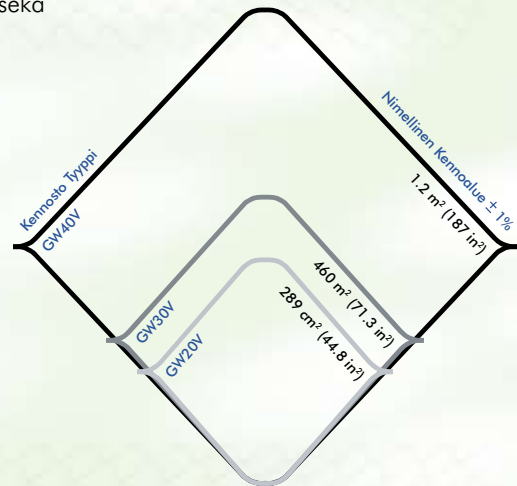 seka
Kennosto Tyyppi
GW40V
Nimellinen Kennoalue ± 1%
1.2 m² (187 in²)
GW30V
460 m² (71.3 in²)
GW20V
289 cm² (44.8 in²)